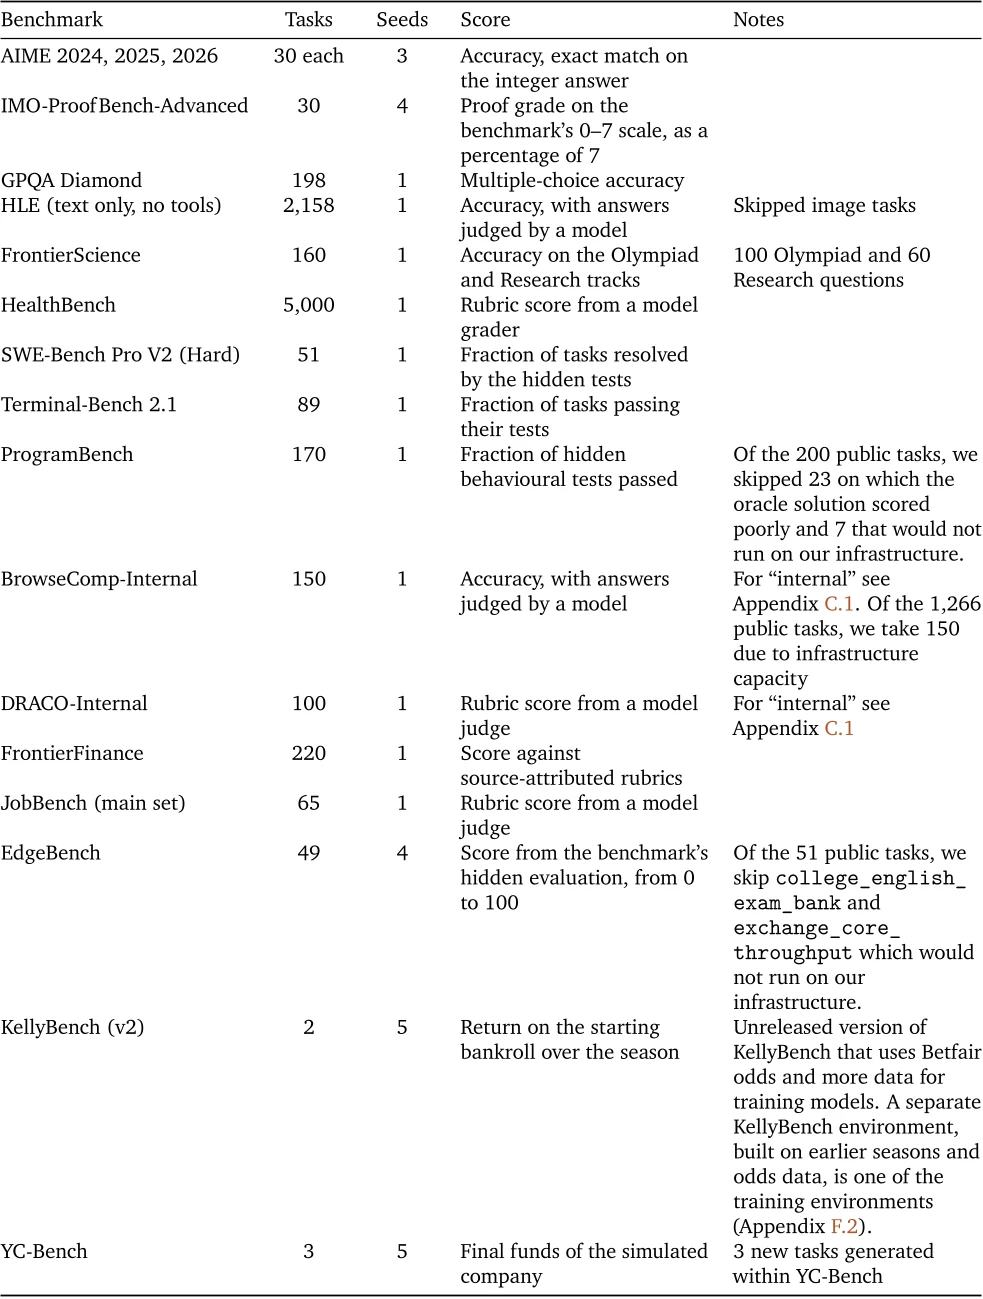 Benchmark Tasks Seeds Score Notes
AIME 2024, 2025, 2026 30 each 3 Accuracy, exact match on
the integer answer
IMO-ProofBench-Advanced 30 4 Proof grade on the
benchmark's 0–7 scale, as a
percentage of 7
GPQA Diamond 198 1 Multiple-choice accuracy
HLE (text only, no tools) 2,158 1 Accuracy, with answers Skipped image tasks
judged by a model
FrontierScience 160 1 Accuracy on the Olympiad 100 Olympiad and 60
and Research tracks Research questions
HealthBench 5,000 1 Rubric score from a model
grader
SWE-Bench Pro V2 (Hard) 51 1 Fraction of tasks resolved
by the hidden tests
Terminal-Bench 2.1 89 1 Fraction of tasks passing
their tests
ProgramBench 170 1 Fraction of hidden Of the 200 public tasks, we
behavioural tests passed skipped 23 on which the
oracle solution scored
poorly and 7 that would not
run on our infrastructure.
BrowseComp-Internal 150 1 Accuracy, with answers For “internal” see
judged by a model Appendix C.1. Of the 1,266
public tasks, we take 150
due to infrastructure
capacity
DRACO-Internal 100 1 Rubric score from a model For “internal” see
judge Appendix C.1
FrontierFinance 220 1 Score against
source-attributed rubrics
JobBench (main set) 65 1 Rubric score from a model
judge
EdgeBench 49 4 Score from the benchmark's Of the 51 public tasks, we
hidden evaluation, from 0 skip college_english_
to 100 exam_bank and
exchange_core_
throughput which would
not run on our
infrastructure.
KellyBench (v2) 2 5 Return on the starting Unreleased version of
bankroll over the season KellyBench that uses Betfair
odds and more data for
training models. A separate
KellyBench environment,
built on earlier seasons and
odds data, is one of the
training environments
(Appendix F.2).
YC-Bench 3 5 Final funds of the simulated 3 new tasks generated
company within YC-Bench